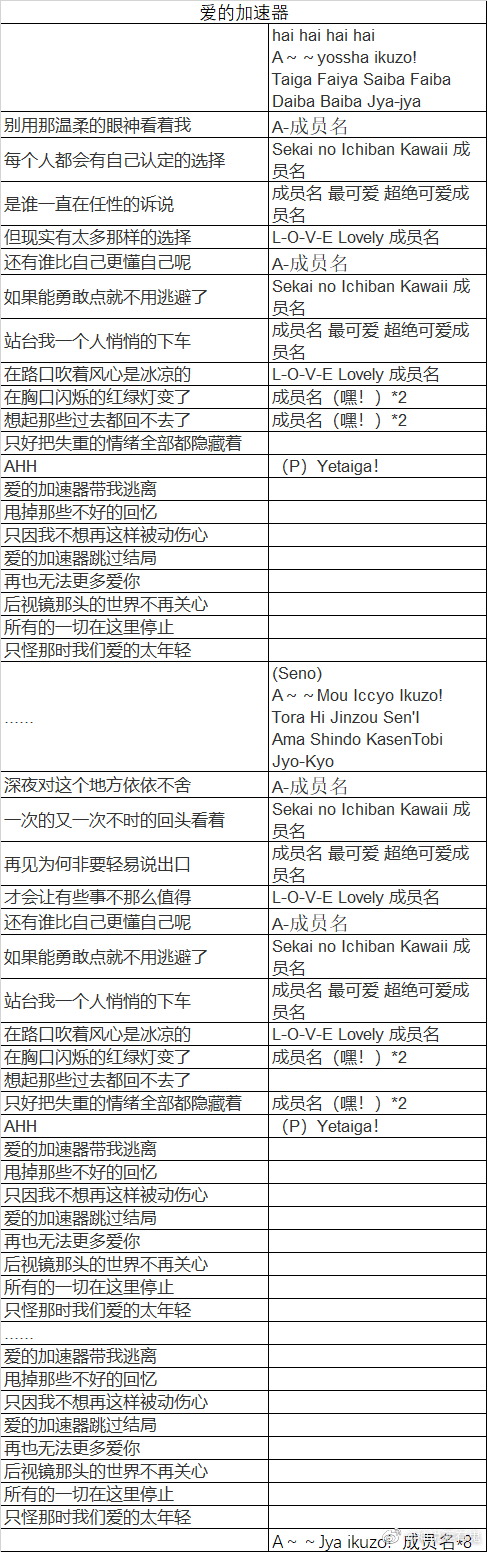 爱的加速器
hai hai hai hai
A～～yossha ikuzo!
Taiga Faiya Saiba Faiba
Daiba Baiba Jya-jya
别用那温柔的眼神看着我
A-成员名
每个人都会有自己认定的选择
Sekai no Ichiban Kawaii 成
员名
是谁一直在任性的诉说
成员名 最可爱 超绝可爱成
员名
但现实有太多那样的选择
L-O-V-E Lovely 成员名
还有谁比自己更懂自己呢
A-成员名
如果能勇敢点就不用逃避了
Sekai no Ichiban Kawaii 成
员名
站台我一个人悄悄的下车
成员名 最可爱 超绝可爱成
员名
在路口吹着风心是冰凉的
L-O-V-E Lovely 成员名
在胸口闪烁的红绿灯变了
成员名（嘿！）*2
想起那些过去都回不去了
成员名（嘿！）*2
只好把失重的情绪全部都隐藏着
AHH
（P）Yetaiga！
爱的加速器带我逃离
甩掉那些不好的回忆
只因我不想再这样被动伤心
爱的加速器跳过结局
再也无法更多爱你
后视镜那头的世界不再关心
所有的一切在这里停止
只怪那时我们爱的太年轻
……
(Seno)
A～～Mou Iccyo Ikuzo!
Tora Hi Jinzou Sen'I
Ama Shindo KasenTobi
Jyo-Kyo
深夜对这个地方依依不舍
A-成员名
一次的又一次不时的回头看着
Sekai no Ichiban Kawaii 成
员名
再见为何非要轻易说出口
成员名 最可爱 超绝可爱成
员名
才会让有些事不那么值得
L-O-V-E Lovely 成员名
还有谁比自己更懂自己呢
A-成员名
如果能勇敢点就不用逃避了
Sekai no Ichiban Kawaii 成
员名
站台我一个人悄悄的下车
成员名 最可爱 超绝可爱成
员名
在路口吹着风心是冰凉的
L-O-V-E Lovely 成员名
在胸口闪烁的红绿灯变了
成员名（嘿！）*2
想起那些过去都回不去了
只好把失重的情绪全部都隐藏着
成员名（嘿！）*2
AHH
（P）Yetaiga！
爱的加速器带我逃离
甩掉那些不好的回忆
只因我不想再这样被动伤心
爱的加速器跳过结局
再也无法更多爱你
后视镜那头的世界不再关心
所有的一切在这里停止
只怪那时我们爱的太年轻
……
爱的加速器带我逃离
甩掉那些不好的回忆
只因我不想再这样被动伤心
爱的加速器跳过结局
再也无法更多爱你
后视镜那头的世界不再关心
所有的一切在这里停止
只怪那时我们爱的太年轻
A～～Jya ikuzo! 成员名*8